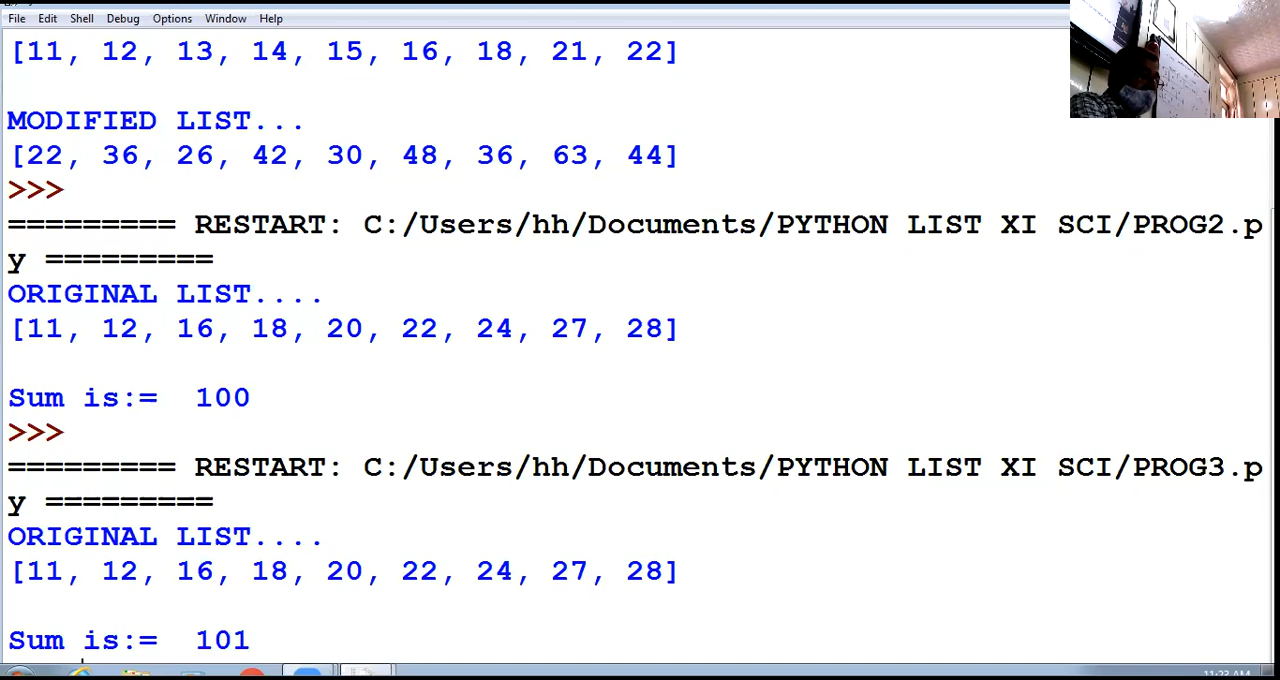 File Edit Shell Debug Options Window Help
[11, 12, 13, 14, 15, 16, 18, 21, 22]
MODIFIED LIST...
[22, 36, 26, 42, 30, 48, 36, 63, 44]
>>>
========= RESTART: C:/Users/hh/Documents/PYTHON LIST XI SCI/PROG2.p
y =========
ORIGINAL LIST....
[11, 12, 16, 18, 20, 22, 24, 27, 28]
Sum is:= 100
>>>
========= RESTART: C:/Users/hh/Documents/PYTHON LIST XI SCI/PROG3.p
y =========
ORIGINAL LIST....
[11, 12, 16, 18, 20, 22, 24, 27, 28]
Sum is:= 101
11:23 AM